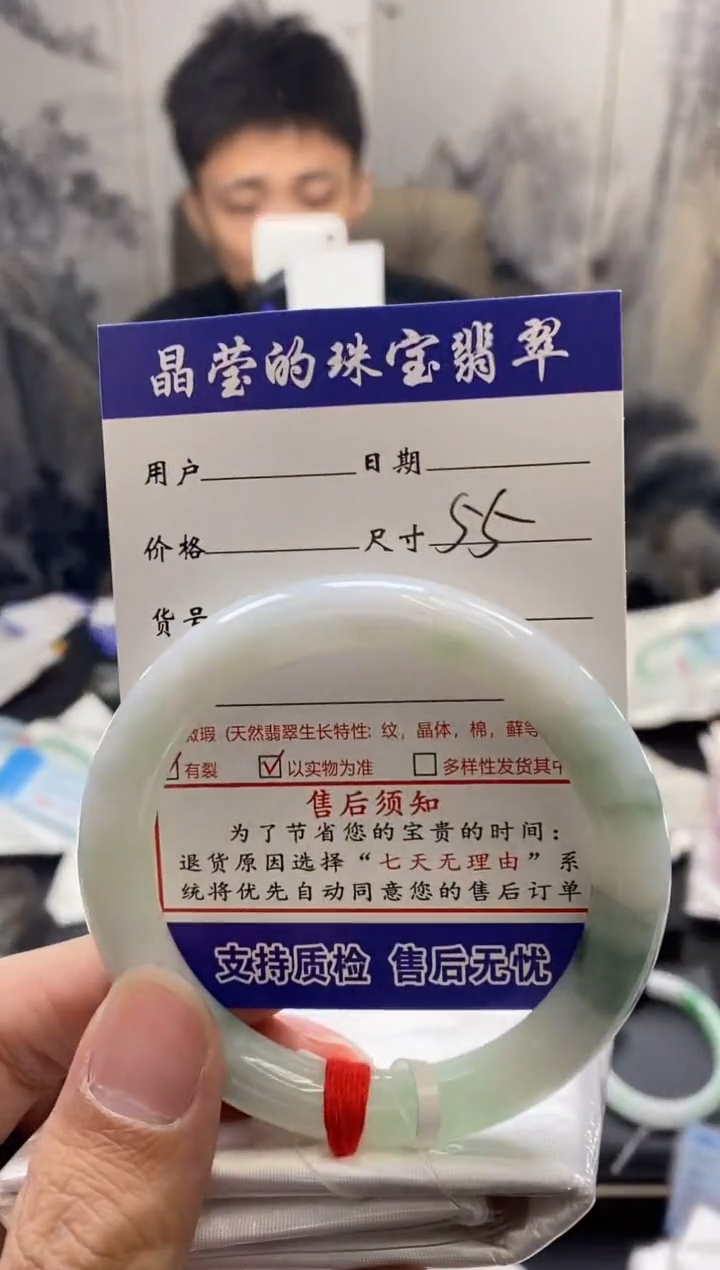 晶莹的珠宝翡翠
用户 日期
价格 尺寸 55
货号
微瑕（天然翡翠生长特性：纹，晶体，棉，藓等
有裂 以实物为准 多样性发货其中
售后须知
为了节省您的宝贵的时间：
退货原因选择“七天无理由”系
统将优先自动同意您的售后订单
支持质检 售后无忧